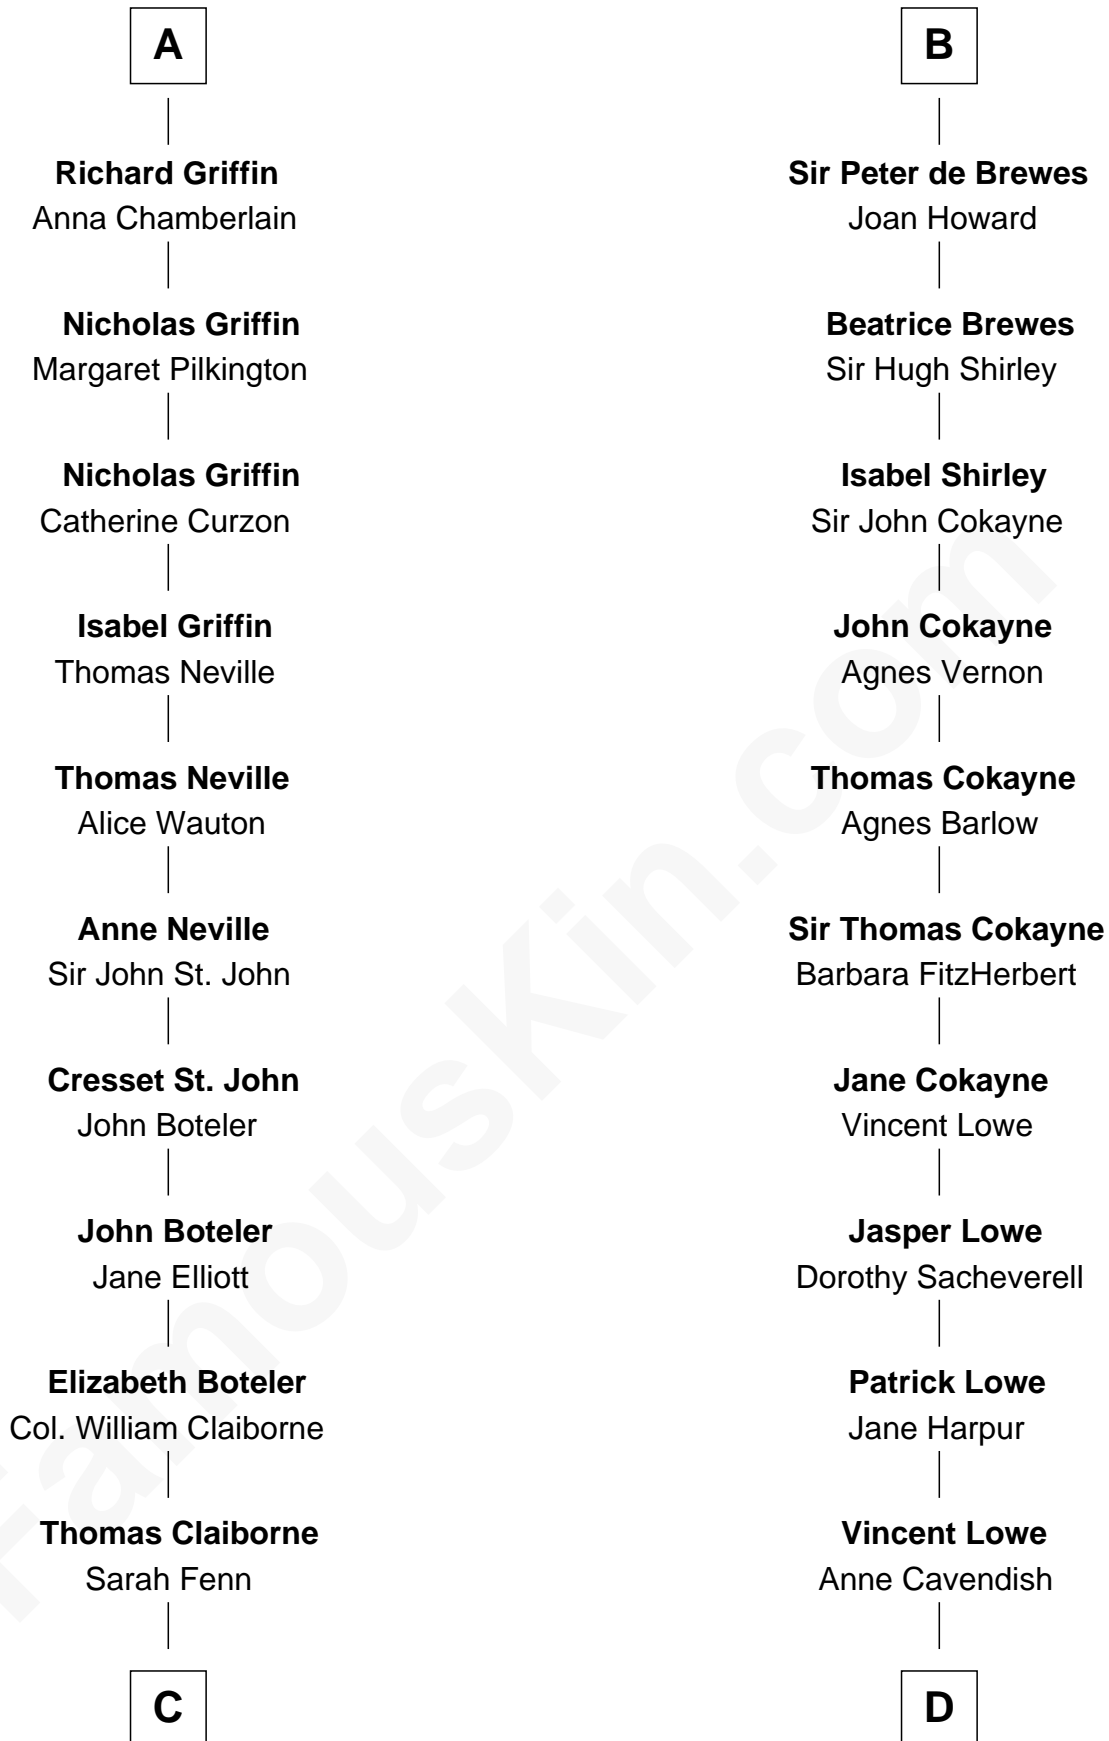 A
Richard Griffin
Anna Chamberlain
Nicholas Griffin
Margaret Pilkington
Nicholas Griffin
Catherine Curzon
Isabel Griffin
Thomas Neville
Thomas Neville
Alice Wauton
Anne Neville
Sir John St. John
Cresset St. John
John Boteler
John Boteler
Jane Elliott
Elizabeth Boteler
Col. William Claiborne
Thomas Claiborne
Sarah Fenn
C
B
Sir Peter de Brewes
Joan Howard
Beatrice Brewes
Sir Hugh Shirley
Isabel Shirley
Sir John Cokayne
John Cokayne
Agnes Vernon
Thomas Cokayne
Agnes Barlow
Sir Thomas Cokayne
Barbara FitzHerbert
Jane Cokayne
Vincent Lowe
Jasper Lowe
Dorothy Sacheverell
Patrick Lowe
Jane Harpur
Vincent Lowe
Anne Cavendish
D
FamousKin.com